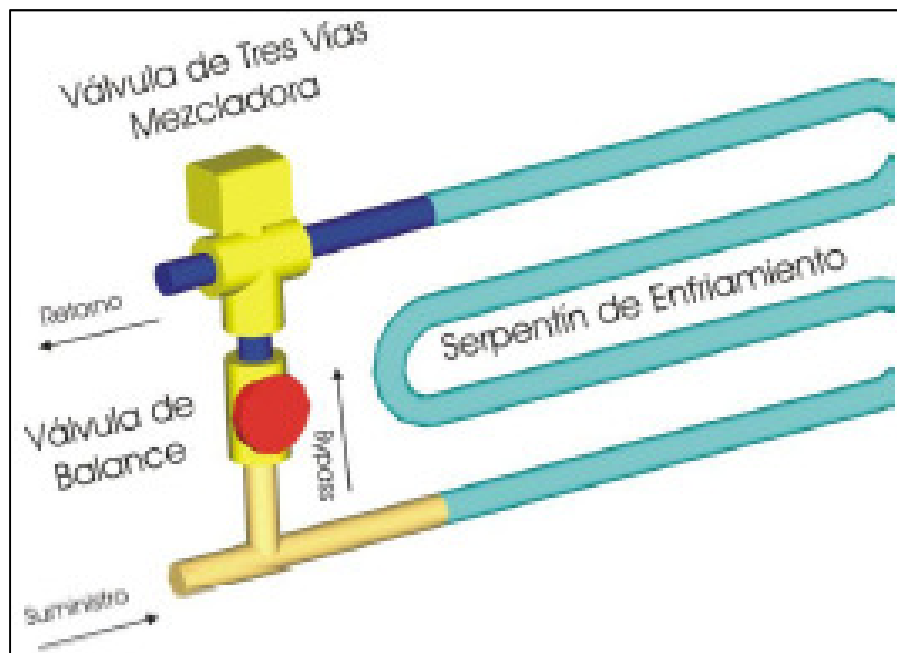 Válvula de Tres Vías
Mezcladora
Retorno
Serpentín de Enfriamiento
Válvula de
Balance
Bypass
Suministro